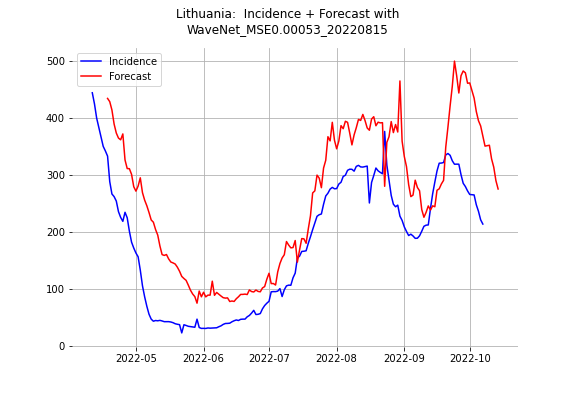 Lithuania:  Incidence + Forecast with
WaveNet_MSE0.00053_20220815
Incidence
Forecast
500
400
300
200
100
0
2022-05 2022-06 2022-07 2022-08 2022-09 2022-10